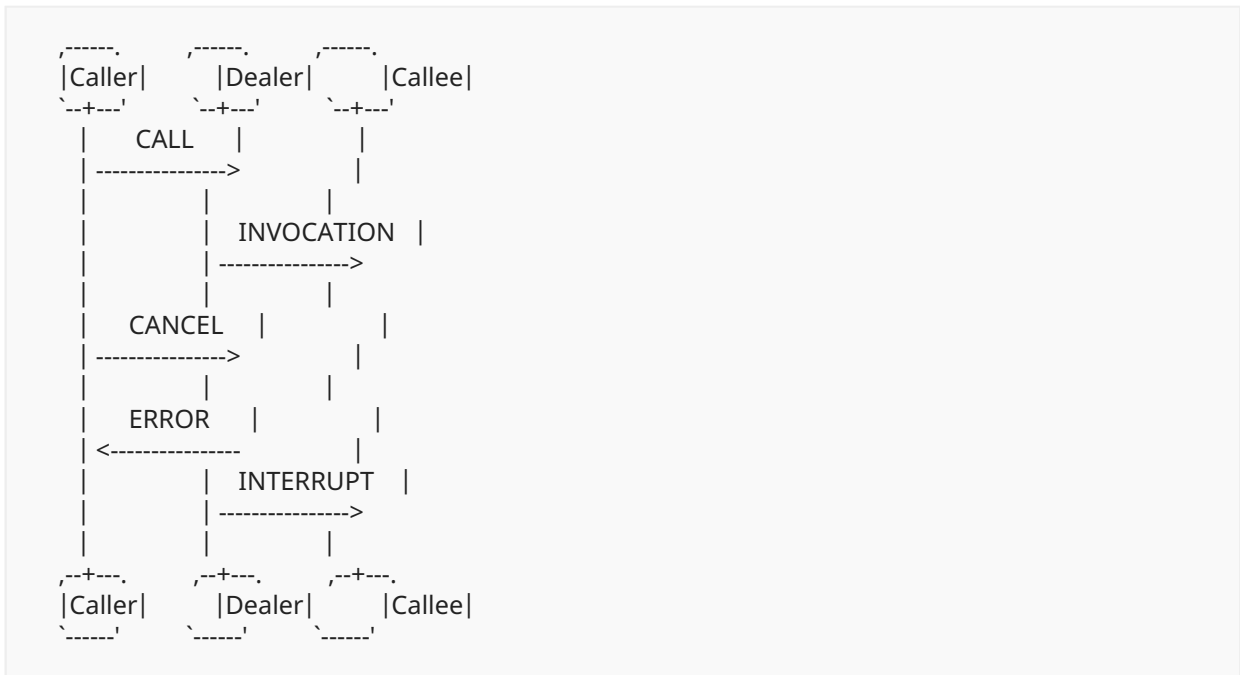 ,------.          ,------.          ,------.
|Caller|          |Dealer|          |Callee|
`--+---'          `--+---'          `--+---'
   |       CALL      |                 |
   | ---------------->                 |
   |                 |                 |
   |                 |    INVOCATION   |
   |                 | ---------------->
   |                 |                 |
   |      CANCEL     |                 |
   | ---------------->                 |
   |                 |                 |
   |      ERROR      |                 |
   | <----------------                 |
   |                 |    INTERRUPT    |
   |                 | ---------------->
   |                 |                 |
,--+---.          ,--+---.          ,--+---.
|Caller|          |Dealer|          |Callee|
`------'          `------'          `------'